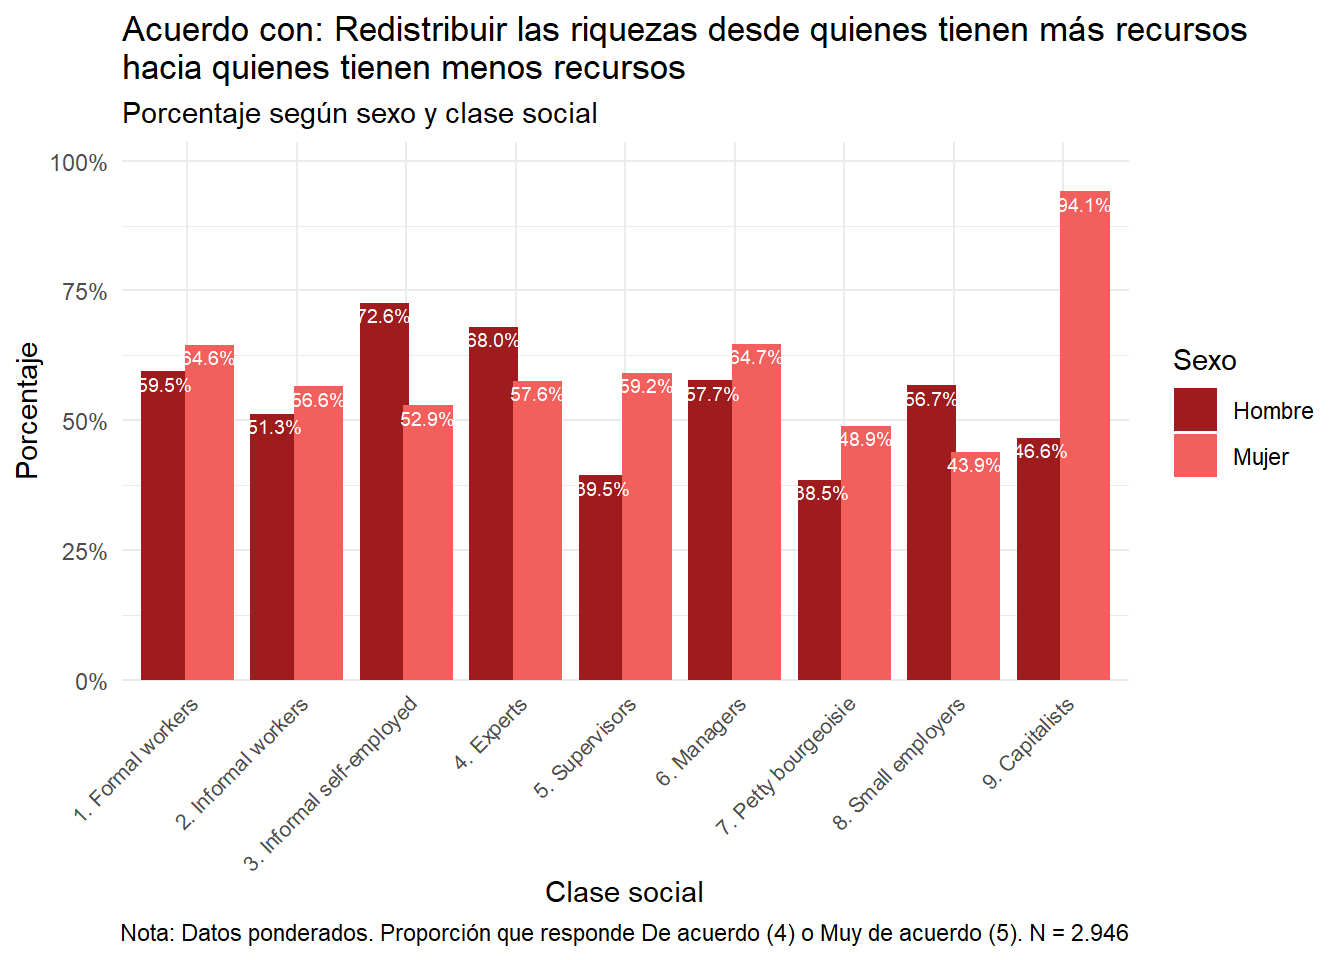 Acuerdo con: Redistribuir las riquezas desde quienes tienen más recursos
hacia quienes tienen menos recursos
Porcentaje según sexo y clase social
Porcentaje
100%
75%
50%
25%
0%
59.5%
64.6%
51.3%
56.6%
72.6%
52.9%
68.0%
57.6%
39.5%
59.2%
57.7%
64.7%
38.5%
48.9%
56.7%
43.9%
46.6%
94.1%
1. Formal workers
2. Informal workers
3. Informal self-employed
4. Experts
5. Supervisors
6. Managers
7. Petty bourgeoisie
8. Small employers
9. Capitalists
Clase social
Sexo
Hombre
Mujer
Nota: Datos ponderados. Proporción que responde De acuerdo (4) o Muy de acuerdo (5). N = 2.946